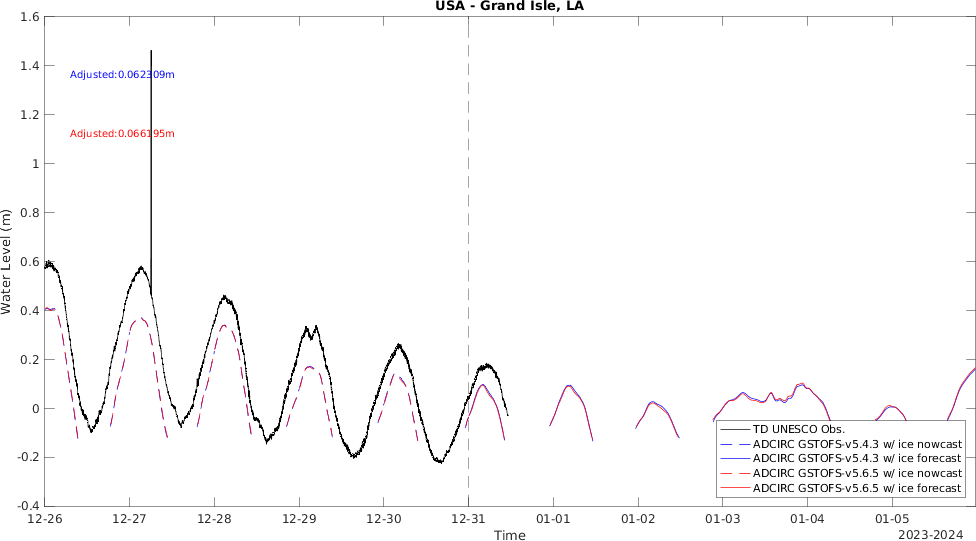 USA - Grand Isle, LA
1.6
1.4
1.2
1
0.8
0.6
0.4
0.2
0
-0.2
-0.4
Water Level (m)
Adjusted:0.062309m
Adjusted:0.066195m
TD UNESCO Obs.
ADCIRC GSTOFS-v5.4.3 w/ ice nowcast
ADCIRC GSTOFS-v5.4.3 w/ ice forecast
ADCIRC GSTOFS-v5.6.5 w/ ice nowcast
ADCIRC GSTOFS-v5.6.5 w/ ice forecast
12-26 12-27 12-28 12-29 12-30 12-31 01-01 01-02 01-03 01-04 01-05
Time
2023-2024